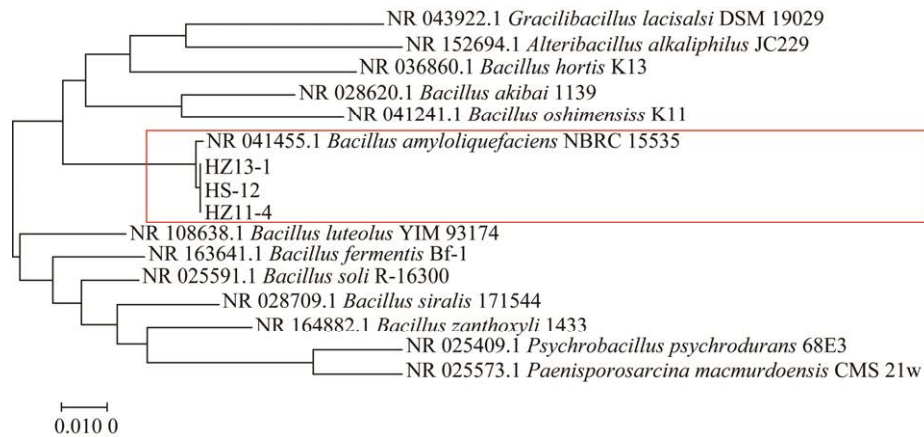 NR 043922.1 Gracilibacillus lacisalsi DSM 19029
NR 152694.1 Alteribacillus alkaliphilus JC229
NR 036860.1 Bacillus hortis K13
NR 028620.1 Bacillus akibai 1139
NR 041241.1 Bacillus oshimensiss K11
NR 041455.1 Bacillus amyloliquefaciens NBRC 15535
HZ13-1
HS-12
HZ11-4
NR 108638.1 Bacillus luteolus YIM 93174
NR 163641.1 Bacillus fermentis Bf-1
NR 025591.1 Bacillus soli R-16300
NR 028709.1 Bacillus siralis 171544
NR 164882.1 Bacillus zanthoxyli 1433
NR 025409.1 Psychrobacillus psychrodurans 68E3
NR 025573.1 Paenisporosarcina macmurdoensis CMS 21w
0.010 0